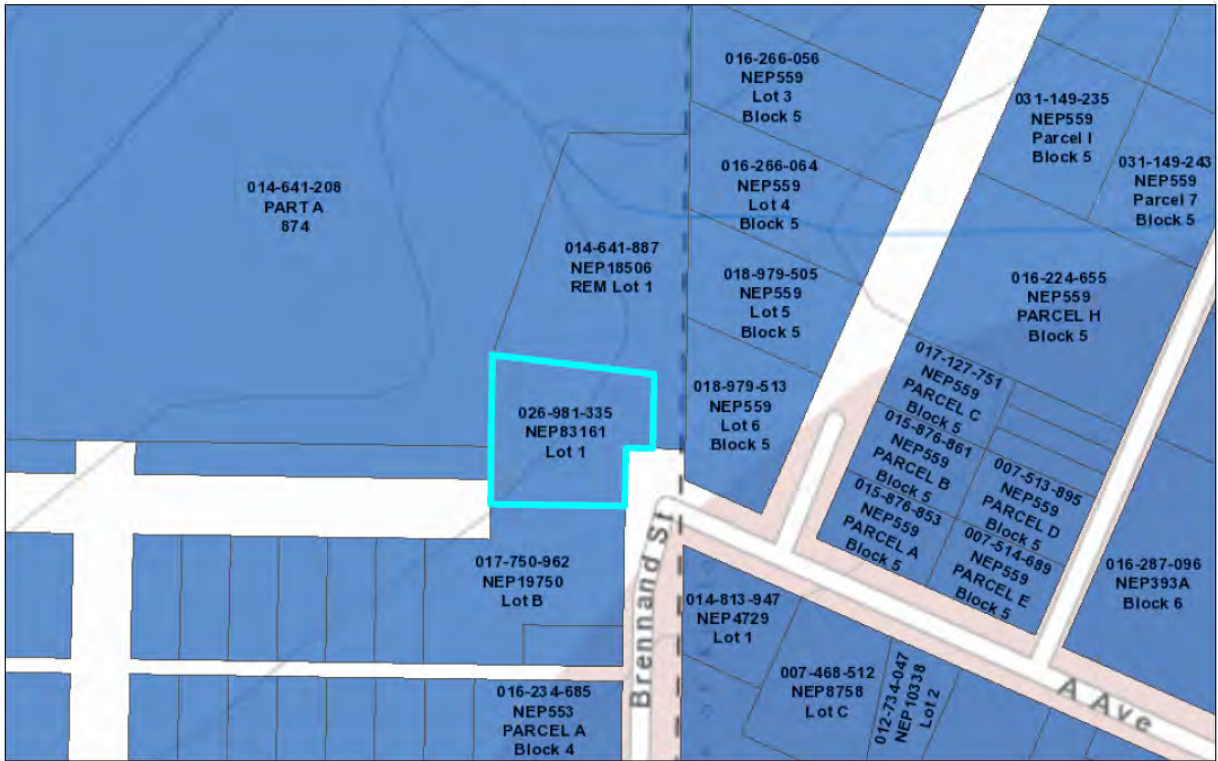 016-266-056
NEP559
Lot 3
Block 5
031-149-235
NEP559
Parcel I
Block 5
031-149-243
NEP559
Parcel 7
Block 5
016-266-064
NEP559
Lot 4
Block 5
014-641-208
PART A
874
014-641-887
NEP18506
REM Lot 1
018-979-505
NEP559
Lot 5
Block 5
016-224-655
NEP559
PARCEL H
Block 5
017-127-751
NEP559
PARCEL C
Block 5
018-979-513
NEP559
Lot 6
Block 5
026-981-335
NEP83161
Lot 1
015-876-861
NEP559
PARCEL B
Block 5
007-513-895
NEP559
PARCEL D
Block 5
015-876-853
NEP559
PARCEL A
Block 5
007-514-689
NEP559
PARCEL E
Block 5
016-287-096
NEP393A
Block 6
017-750-962
NEP19750
Lot B
Brennand St
014-813-947
NEP4729
Lot 1
007-468-512
NEP8758
Lot C
012-734-047
NEP10338
Lot 2
A Ave
016-234-685
NEP553
PARCEL A
Block 4